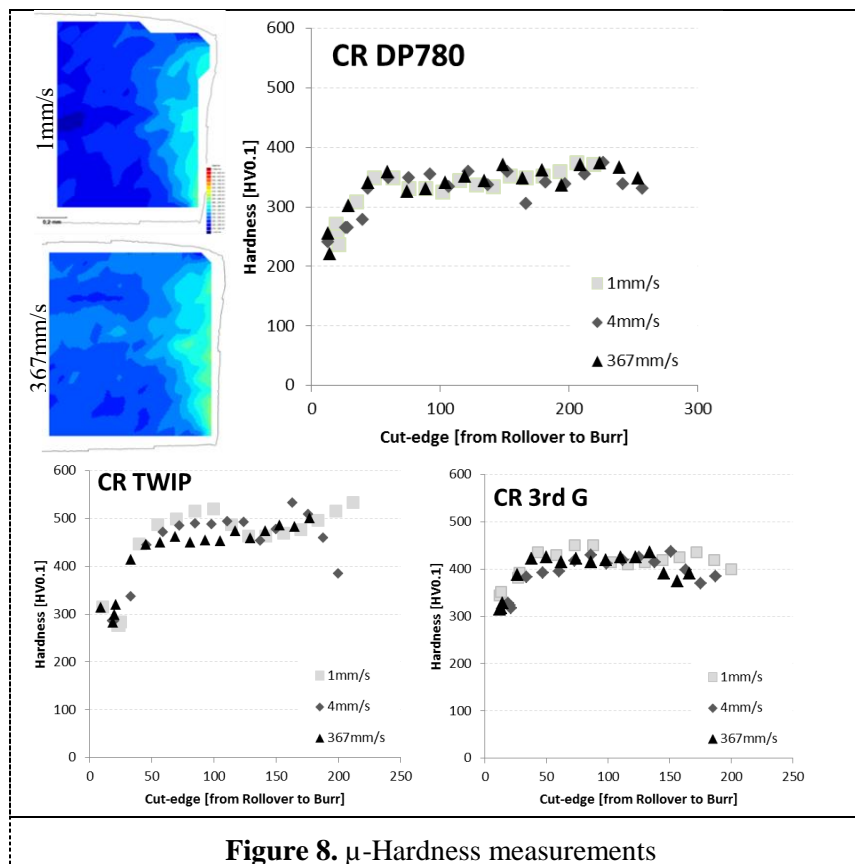 1mm/s
0.2 mm
367mm/s
CR DP780
Hardness [HV0.1]
600
500
400
300
200
100
0
0
100
200
300
1mm/s
4mm/s
367mm/s
Cut-edge [from Rollover to Burr]
CR TWIP
Hardness [HV0.1]
600
500
400
300
200
100
0
0
50
100
150
200
250
1mm/s
4mm/s
367mm/s
Cut-edge [from Rollover to Burr]
CR 3rd G
Hardness [HV0.1]
600
500
400
300
200
100
0
0
50
100
150
200
250
1mm/s
4mm/s
367mm/s
Cut-edge [from Rollover to Burr]
Figure 8. µ-Hardness measurements